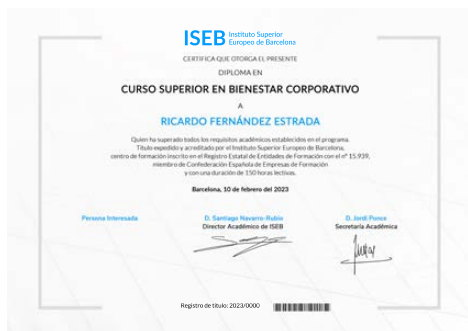 ISEB Instituto Superior
Europeo de Barcelona
CERTIFICA QUE OTORGA EL PRESENTE
DIPLOMA EN
CURSO SUPERIOR EN BIENESTAR CORPORATIVO
A
RICARDO FERNÁNDEZ ESTRADA
Quien ha superado todos los requisitos académicos establecidos en el programa.
Título expedido y acreditado por el Instituto Superior Europeo de Barcelona,
centro de formación inscrito en el Registro Estatal de Entidades de Formación con el nº 15.939,
miembro de Confederación Española de Empresas de Formación
y con una duración de 150 horas lectivas.
Barcelona, 10 de febrero del 2023
Persona Interesada
D. Santiago Navarro-Rubio
Director Académico de ISEB
D. Jordi Ponce
Secretaría Académica
Registro de título: 2023/0000